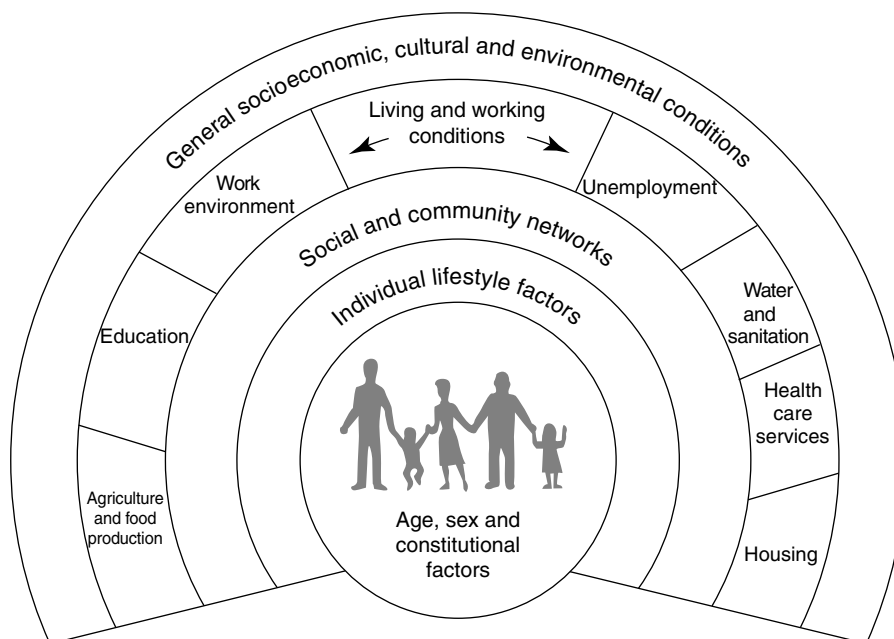 General socioeconomic, cultural and environmental conditions
Living and working
conditions
Work
environment
Unemployment
Social and community networks
Individual lifestyle factors
Education
Water
and
sanitation
Health
care
services
Agriculture
and food
production
Housing
Age, sex and
constitutional
factors